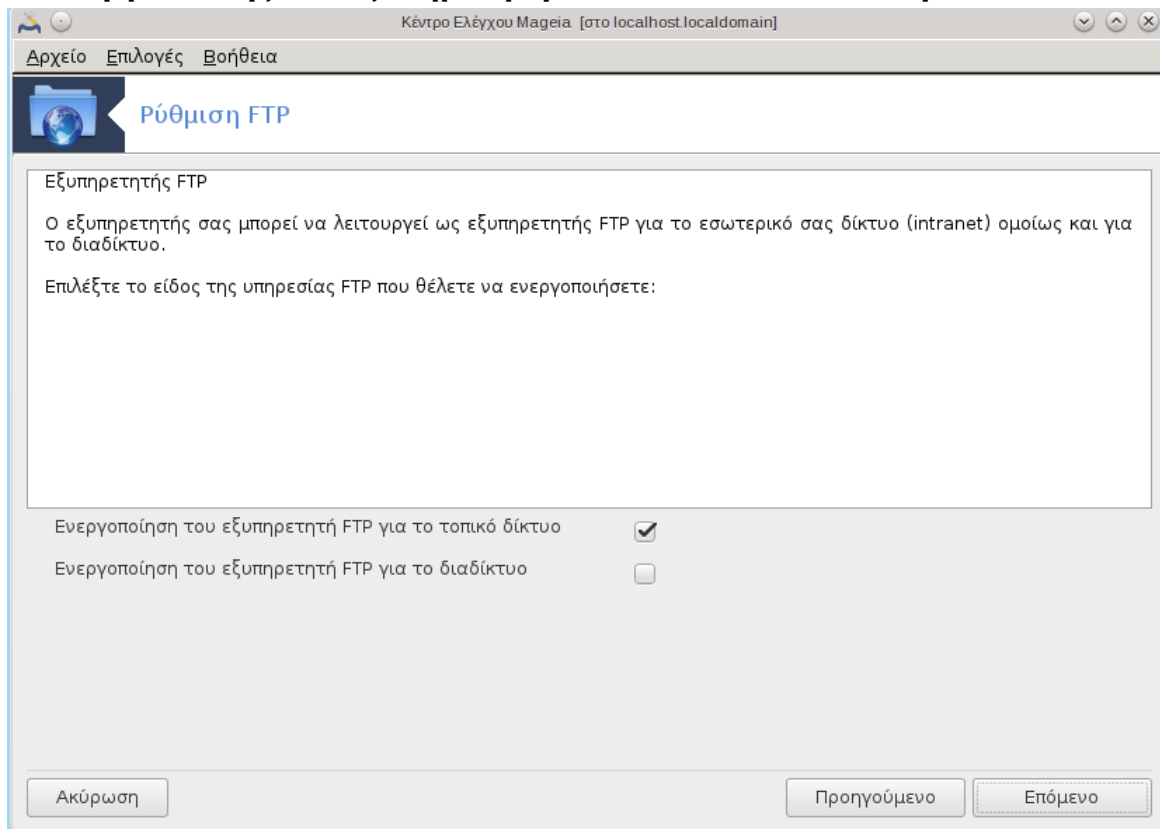 Κέντρο Ελέγχου Mageia [στο localhost.localdomain]
Αρχείο Επιλογές Βοήθεια
Ρύθμιση FTP
Εξυπηρετητής FTP
Ο εξυπηρετητής σας μπορεί να λειτουργεί ως εξυπηρετητής FTP για το εσωτερικό σας δίκτυο (intranet) ομοίως και για
το διαδίκτυο.
Επιλέξτε το είδος της υπηρεσίας FTP που θέλετε να ενεργοποιήσετε:
Ενεργοποίηση του εξυπηρετητή FTP για το τοπικό δίκτυο
Ενεργοποίηση του εξυπηρετητή FTP για το διαδίκτυο
Ακύρωση Προηγούμενο Επόμενο